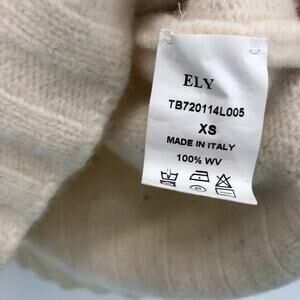 ELY
TB720114L005
XS
MADE IN ITALY
100% WV